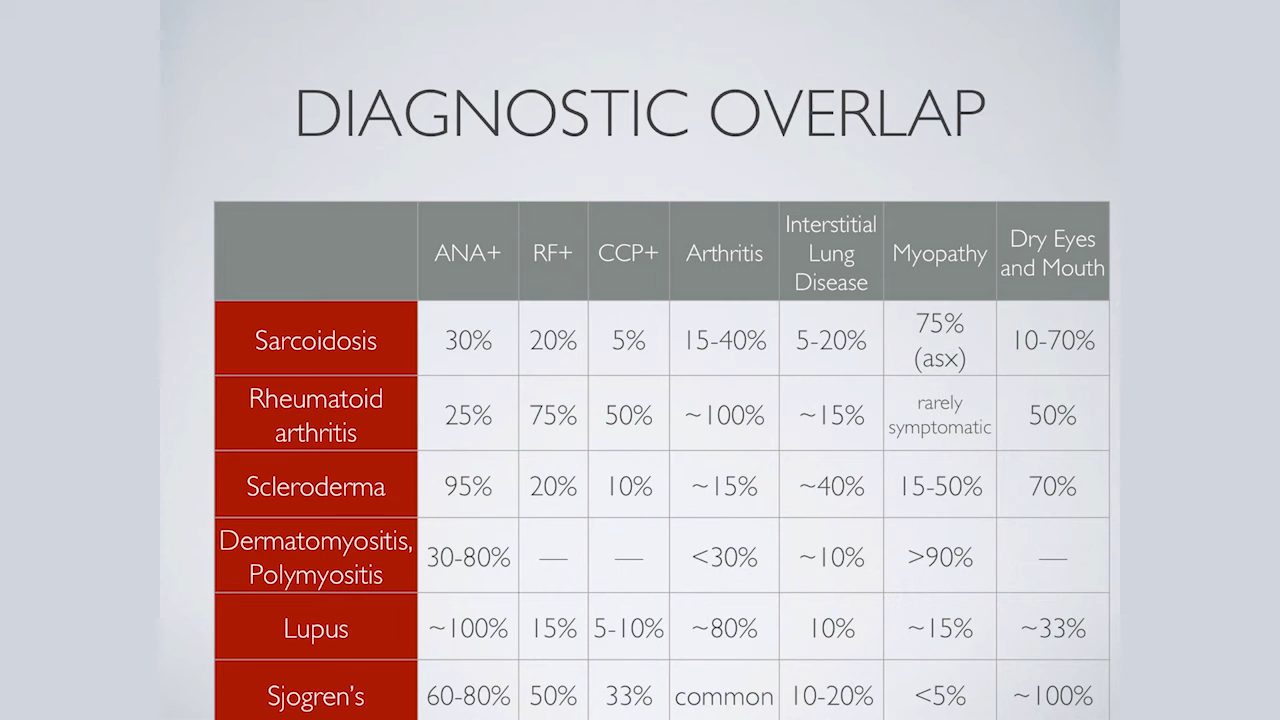 DIAGNOSTIC OVERLAP
ANA+ RF+ CCP+ Arthritis Interstitial Lung Disease Myopathy Dry Eyes and Mouth
Sarcoidosis 30% 20% 5% 15-40% 5-20% 75% (asx) 10-70%
Rheumatoid arthritis 25% 75% 50% ~100% ~15% rarely symptomatic 50%
Scleroderma 95% 20% 10% ~15% ~40% 15-50% 70%
Dermatomyositis, Polymyositis 30-80% — — <30% ~10% >90% —
Lupus ~100% 15% 5-10% ~80% 10% ~15% ~33%
Sjogren's 60-80% 50% 33% common 10-20% <5% ~100%